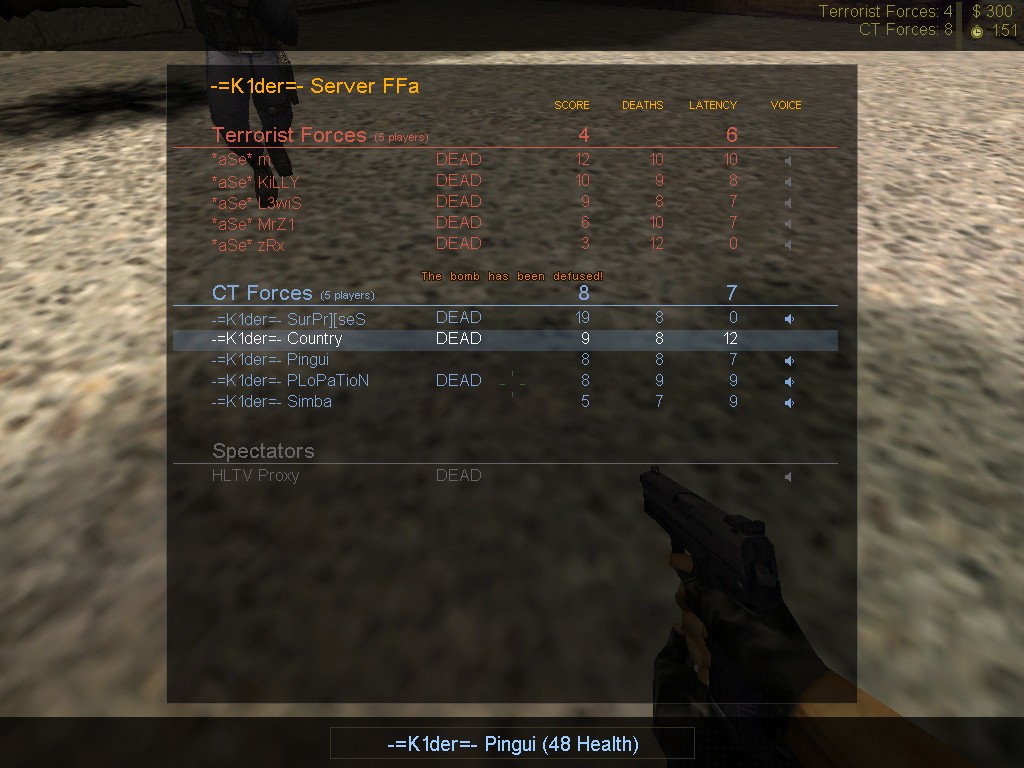 Terrorist Forces: 4 $ 300
CT Forces: 8 1:51
-=K1der=- Server FFa
SCORE DEATHS LATENCY VOICE
Terrorist Forces (5 players) 4 6
*aSe* m DEAD 12 10 10
*aSe* KiLLY DEAD 10 9 8
*aSe* L3wiS DEAD 9 8 7
*aSe* MrZ1 DEAD 6 10 7
*aSe* zRx DEAD 3 12 0
The bomb has been defused!
CT Forces (5 players) 8 7
-=K1der=- SurPr][seS DEAD 19 8 0
-=K1der=- Country DEAD 9 8 12
-=K1der=- Pingui 8 8 7
-=K1der=- PLoPaTioN DEAD 8 9 9
-=K1der=- Simba 5 7 9
Spectators
HLTV Proxy DEAD
-=K1der=- Pingui (48 Health)